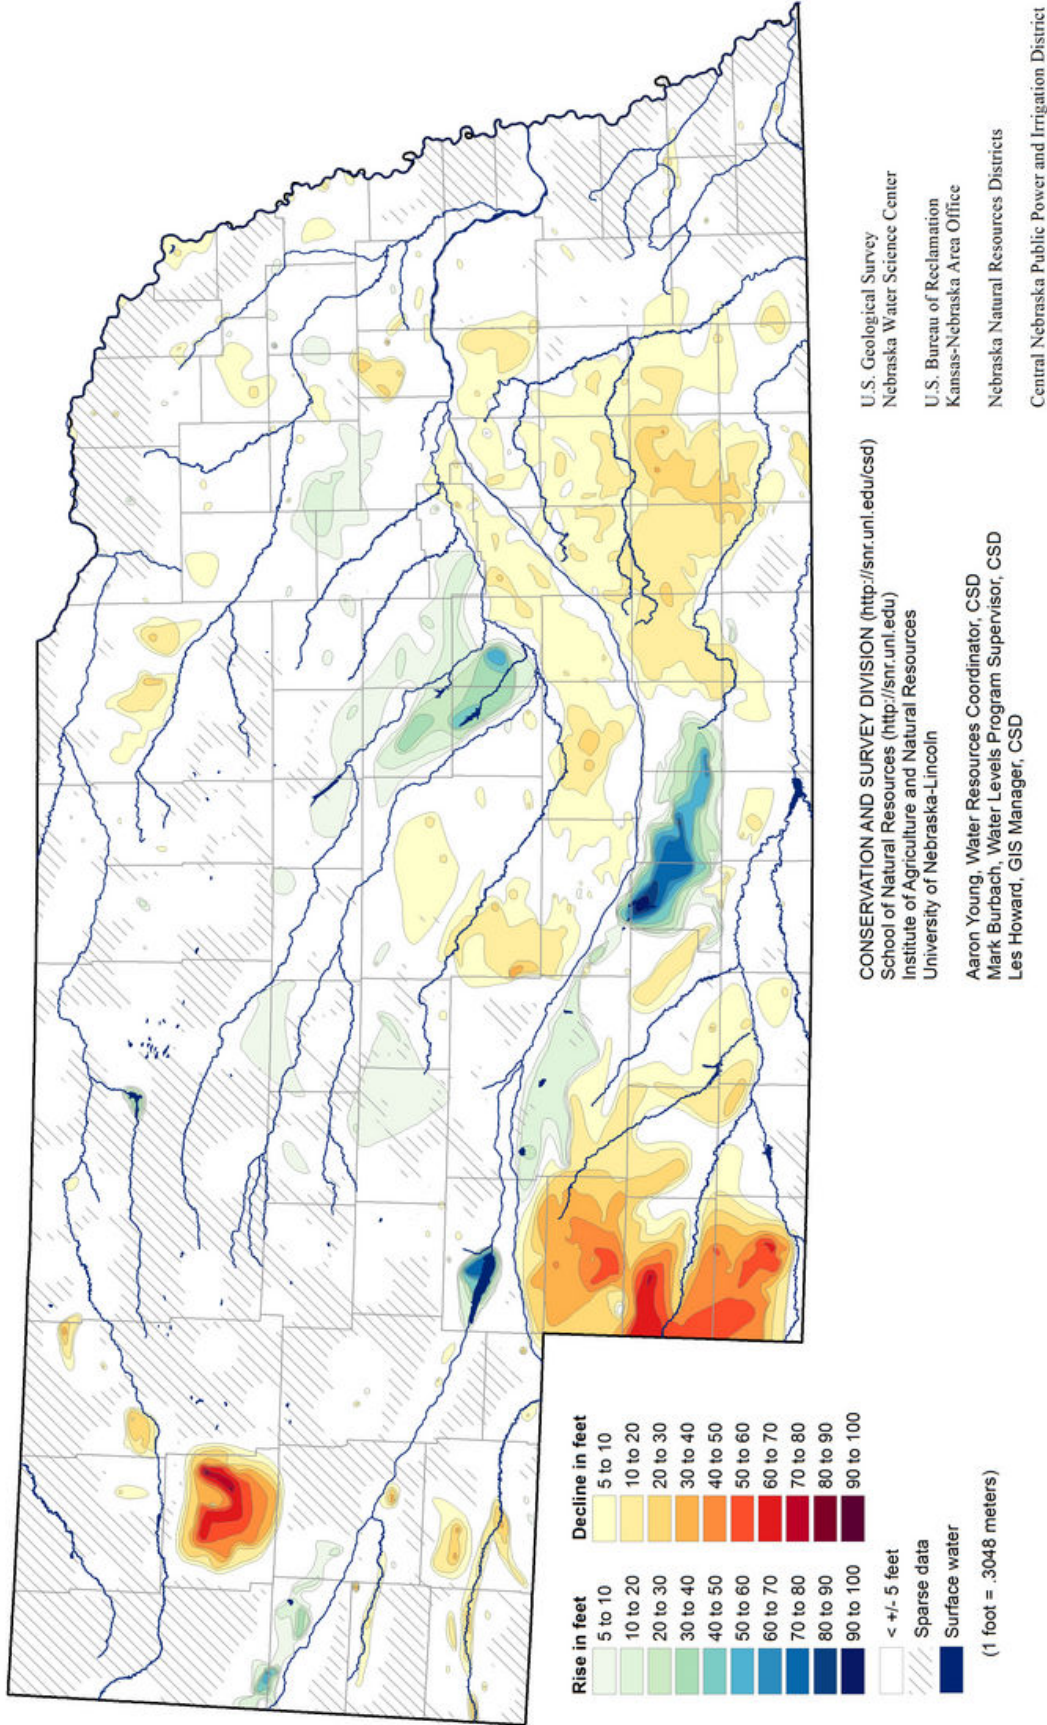 Rise in feet
5 to 10
10 to 20
20 to 30
30 to 40
40 to 50
50 to 60
60 to 70
70 to 80
80 to 90
90 to 100
Decline in feet
5 to 10
10 to 20
20 to 30
30 to 40
40 to 50
50 to 60
60 to 70
70 to 80
80 to 90
90 to 100
< +/- 5 feet
Sparse data
Surface water
(1 foot = .3048 meters)
CONSERVATION AND SURVEY DIVISION (http://snr.unl.edu/csd)
School of Natural Resources (http://snr.unl.edu)
Institute of Agriculture and Natural Resources
University of Nebraska-Lincoln
Aaron Young, Water Resources Coordinator, CSD
Mark Burbach, Water Levels Program Supervisor, CSD
Les Howard, GIS Manager, CSD
U.S. Geological Survey
Nebraska Water Science Center
U.S. Bureau of Reclamation
Kansas-Nebraska Area Office
Nebraska Natural Resources Districts
Central Nebraska Public Power and Irrigation District